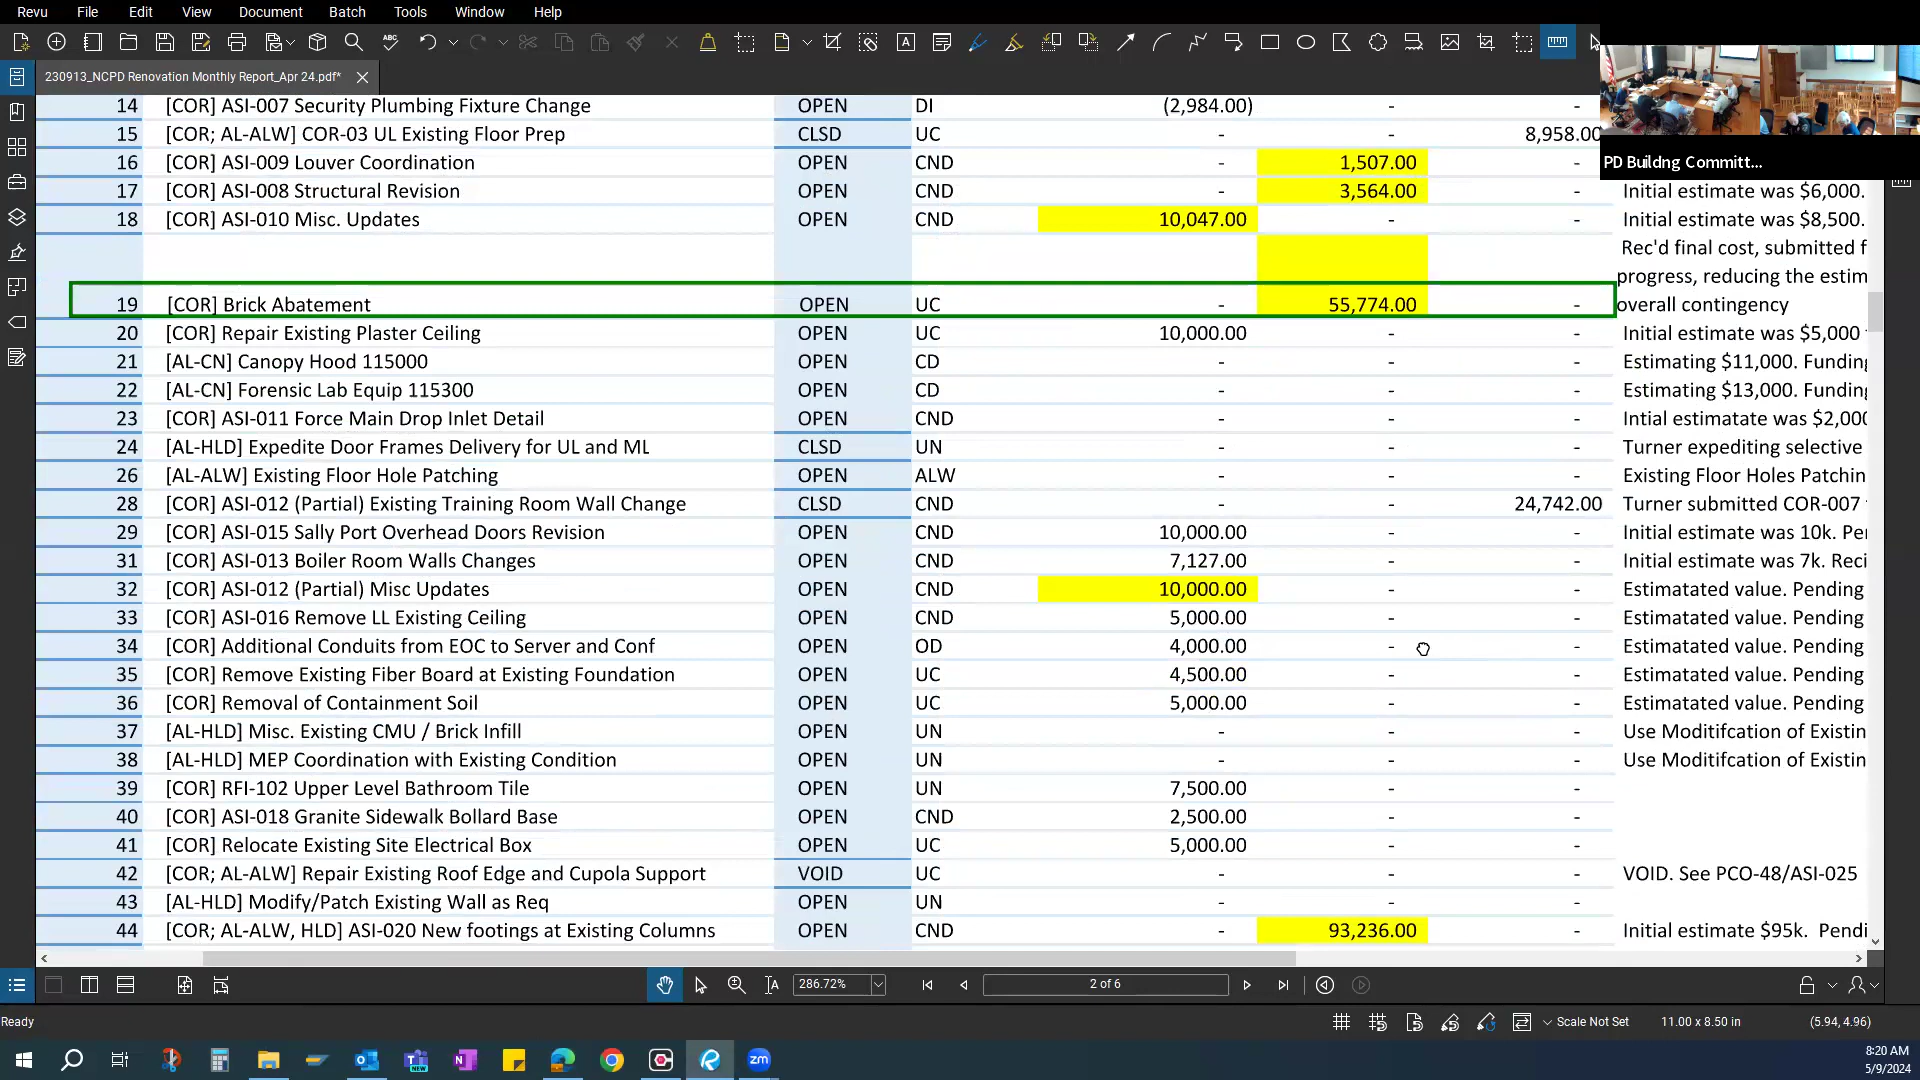 Revu File Edit View Document Batch Tools Window Help
230913_NCPD Renovation Monthly Report_Apr 24.pdf*
PD Buildng Committ...
14 [COR] ASI-007 Security Plumbing Fixture Change OPEN DI (2,984.00) - -
15 [COR; AL-ALW] COR-03 UL Existing Floor Prep CLSD UC - - 8,958.00
16 [COR] ASI-009 Louver Coordination OPEN CND - 1,507.00 -
17 [COR] ASI-008 Structural Revision OPEN CND - 3,564.00 - Initial estimate was $6,000.
18 [COR] ASI-010 Misc. Updates OPEN CND 10,047.00 - - Initial estimate was $8,500.
Rec'd final cost, submitted f
progress, reducing the estim
19 [COR] Brick Abatement OPEN UC - 55,774.00 - overall contingency
20 [COR] Repair Existing Plaster Ceiling OPEN UC 10,000.00 - - Initial estimate was $5,000
21 [AL-CN] Canopy Hood 115000 OPEN CD - - - Estimating $11,000. Funding
22 [AL-CN] Forensic Lab Equip 115300 OPEN CD - - - Estimating $13,000. Funding
23 [COR] ASI-011 Force Main Drop Inlet Detail OPEN CND - - - Intial estimatate was $2,000
24 [AL-HLD] Expedite Door Frames Delivery for UL and ML CLSD UN - - - Turner expediting selective
26 [AL-ALW] Existing Floor Hole Patching OPEN ALW - - - Existing Floor Holes Patchin
28 [COR] ASI-012 (Partial) Existing Training Room Wall Change CLSD CND - - 24,742.00 Turner submitted COR-007
29 [COR] ASI-015 Sally Port Overhead Doors Revision OPEN CND 10,000.00 - - Initial estimate was 10k. Per
31 [COR] ASI-013 Boiler Room Walls Changes OPEN CND 7,127.00 - - Initial estimate was 7k. Reci
32 [COR] ASI-012 (Partial) Misc Updates OPEN CND 10,000.00 - - Estimatated value. Pending
33 [COR] ASI-016 Remove LL Existing Ceiling OPEN CND 5,000.00 - - Estimatated value. Pending
34 [COR] Additional Conduits from EOC to Server and Conf OPEN OD 4,000.00 - - Estimatated value. Pending
35 [COR] Remove Existing Fiber Board at Existing Foundation OPEN UC 4,500.00 - - Estimatated value. Pending
36 [COR] Removal of Containment Soil OPEN UC 5,000.00 - - Estimatated value. Pending
37 [AL-HLD] Misc. Existing CMU / Brick Infill OPEN UN - - - Use Moditifcation of Existin
38 [AL-HLD] MEP Coordination with Existing Condition OPEN UN - - - Use Moditifcation of Existin
39 [COR] RFI-102 Upper Level Bathroom Tile OPEN UC 7,500.00 - -
40 [COR] ASI-018 Granite Sidewalk Bollard Base OPEN CND 2,500.00 - -
41 [COR] Relocate Existing Site Electrical Box OPEN UC 5,000.00 - -
42 [COR; AL-ALW] Repair Existing Roof Edge and Cupola Support VOID UC - - - VOID. See PCO-48/ASI-025
43 [AL-HLD] Modify/Patch Existing Wall as Req OPEN UN - - -
44 [COR; AL-ALW, HLD] ASI-020 New footings at Existing Columns OPEN CND - 93,236.00 - Initial estimate $95k. Pendi
286.72% 2 of 6
Ready Scale Not Set 11.00 x 8.50 in (5.94, 4.96)
8:20 AM
5/9/2024